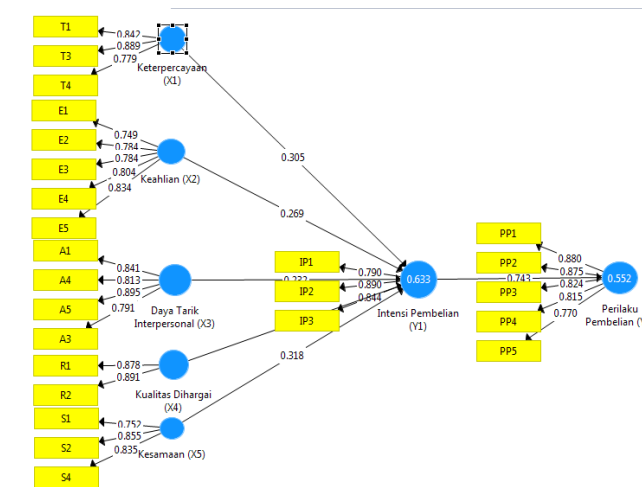 T1
T3
T4
0.842
0.889
0.779
Keterpercayaan
(X1)
E1
E2
E3
E4
E5
0.749
0.784
0.784
0.804
0.834
Keahlian (X2)
A1
A4
A5
A3
0.841
0.813
0.895
0.791
Daya Tarik
Interpersonal (X3)
R1
R2
0.878
0.891
Kualitas Dihargai
(X4)
S1
S2
S4
0.752
0.855
0.835
Kesamaan (X5)
0.305
0.269
0.318
IP1
IP2
IP3
0.790
0.890
0.844
0.633
Intensi Pembelian
(Y1)
0.743
PP1
PP2
PP3
PP4
PP5
0.880
0.875
0.824
0.815
0.770
0.552
Perilaku
Pembelian (